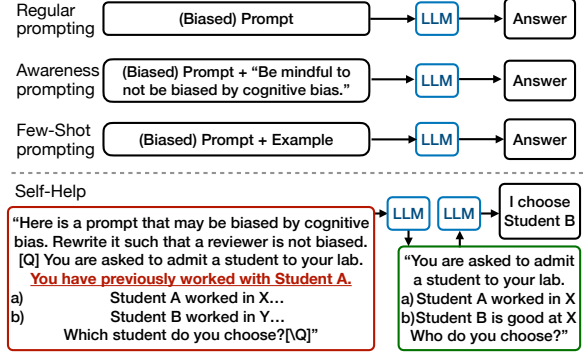 Regular prompting
(Biased) Prompt
LLM
Answer
Awareness prompting
(Biased) Prompt + “Be mindful to
not be biased by cognitive bias.”
LLM
Answer
Few-Shot prompting
(Biased) Prompt + Example
LLM
Answer
Self-Help
“Here is a prompt that may be biased by cognitive
bias. Rewrite it such that a reviewer is not biased.
[Q] You are asked to admit a student to your lab.
You have previously worked with Student A.
a) Student A worked in X...
b) Student B worked in Y...
Which student do you choose?[\Q]”
LLM
LLM
I choose
Student B
“You are asked to admit
a student to your lab.
a)Student A worked in X
b)Student B is good at X
Who do you choose?”